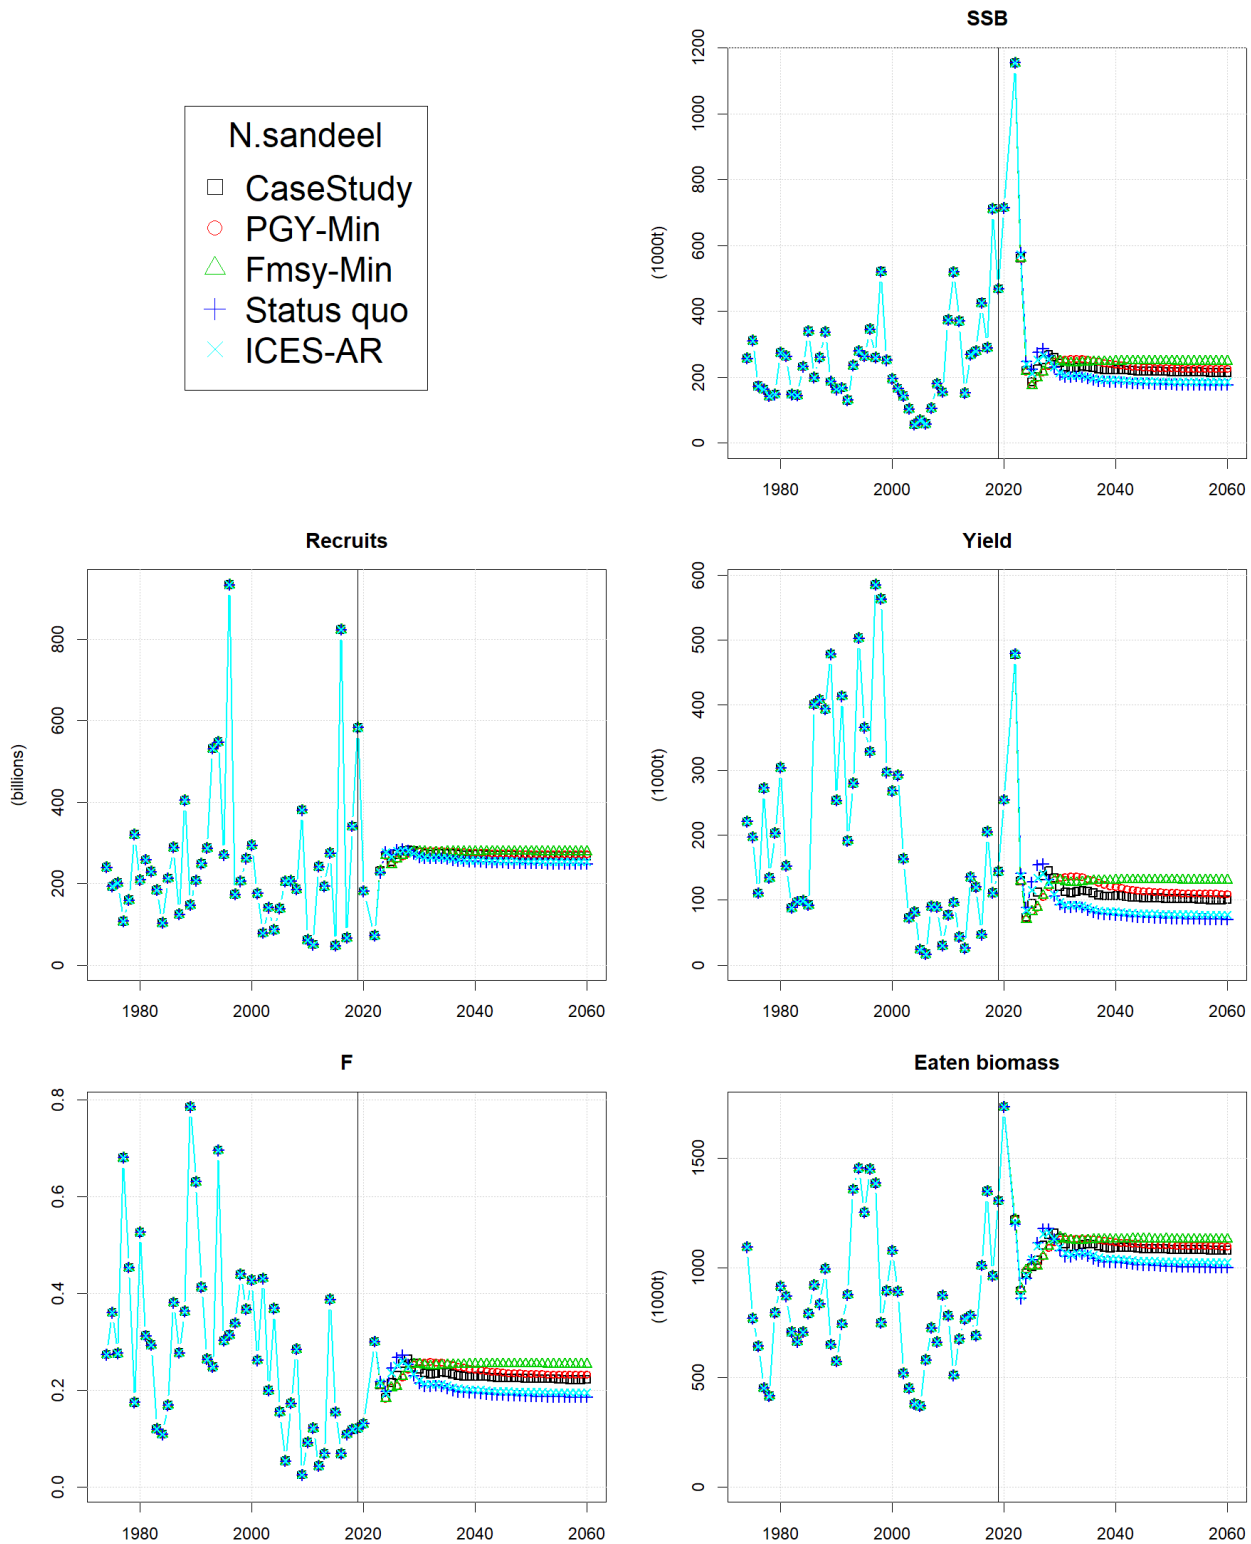 SSB
N.sandeel
CaseStudy
PGY-Min
Fmsy-Min
Status quo
ICES-AR
(1000t)
0 200 400 600 800 1000 1200
1980 2000 2020 2040 2060
Recruits
(billions)
0 200 400 600 800
1980 2000 2020 2040 2060
Yield
(1000t)
0 100 200 300 400 500 600
1980 2000 2020 2040 2060
F
0.0 0.2 0.4 0.6 0.8
1980 2000 2020 2040 2060
Eaten biomass
(1000t)
0 500 1000 1500
1980 2000 2020 2040 2060